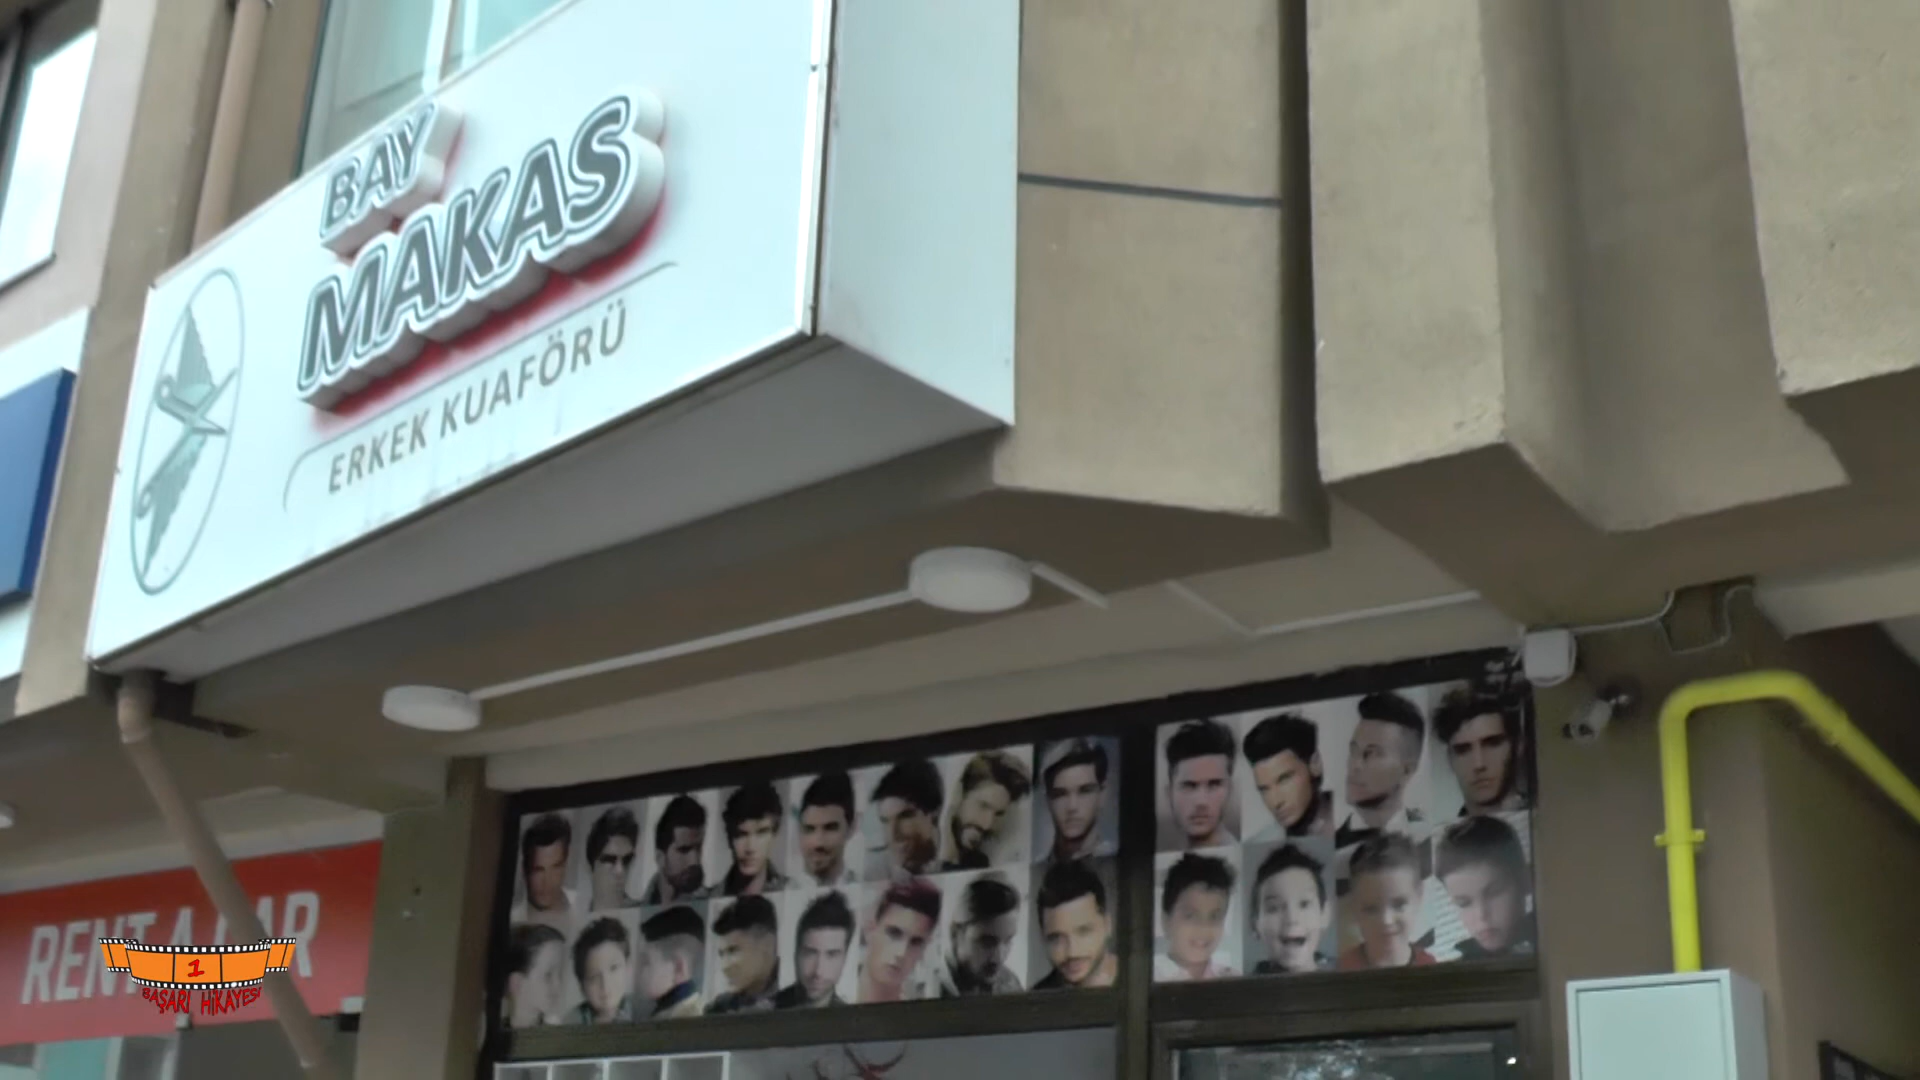 BAY
MAKAS
ERKEK KUAFÖRÜ
RENT A CAR
1
BAŞARI HİKAYESİ